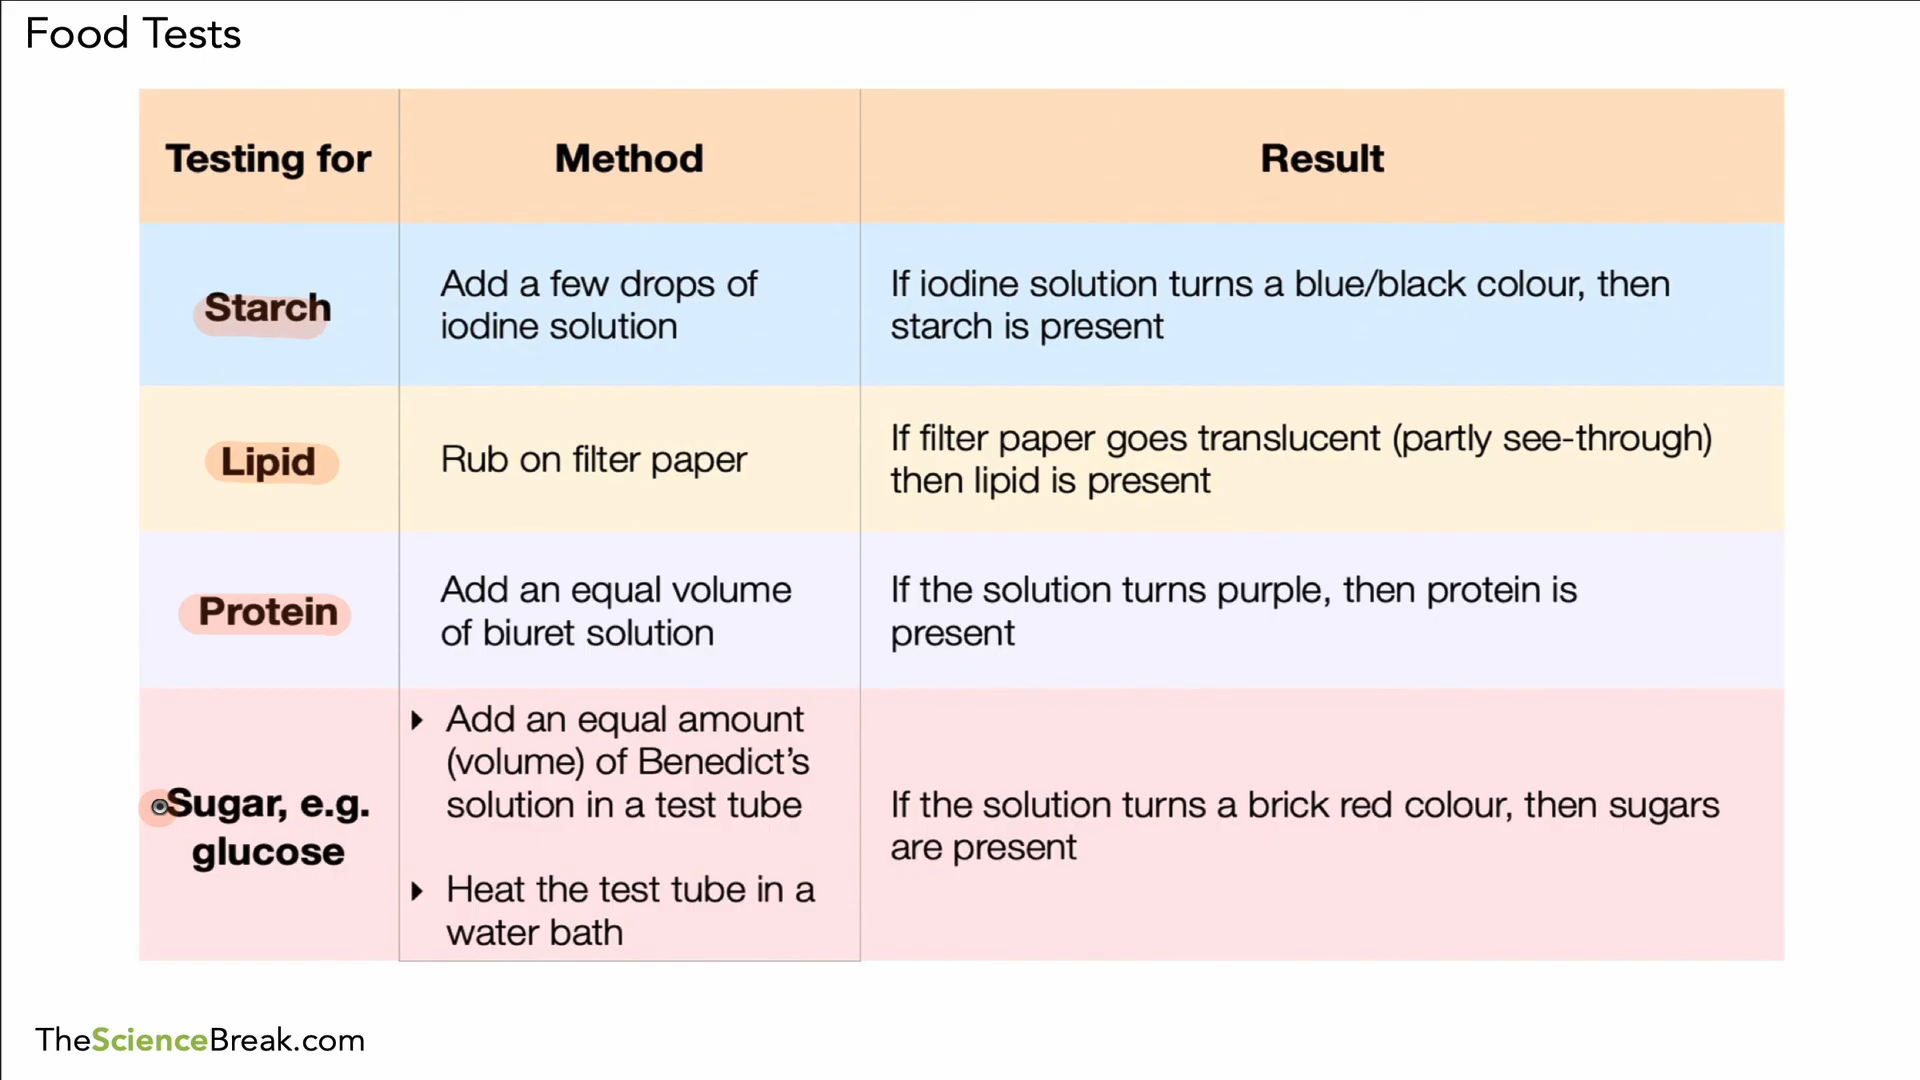 Food Tests
Testing for
Method
Result
Starch
Add a few drops of
iodine solution
If iodine solution turns a blue/black colour, then
starch is present
Lipid
Rub on filter paper
If filter paper goes translucent (partly see-through)
then lipid is present
Protein
Add an equal volume
of biuret solution
If the solution turns purple, then protein is
present
Sugar, e.g.
glucose
Add an equal amount
(volume) of Benedict’s
solution in a test tube
Heat the test tube in a
water bath
If the solution turns a brick red colour, then sugars
are present
TheScienceBreak.com